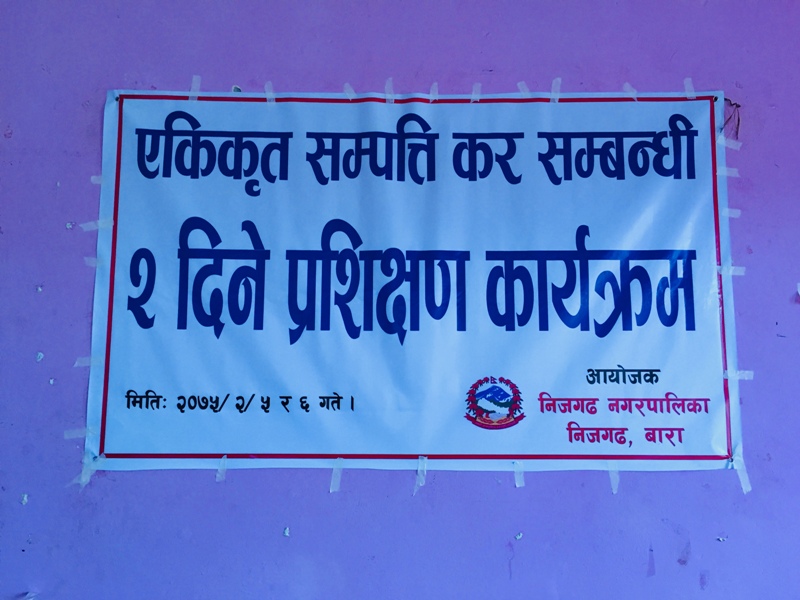 एकिकृत सम्पत्ति कर सम्बन्धी
२ दिने प्रशिक्षण कार्यक्रम
मितिः २०७५/२/५ र ६ गते ।
आयोजक
निजगढ नगरपालिका
निजगढ, बारा